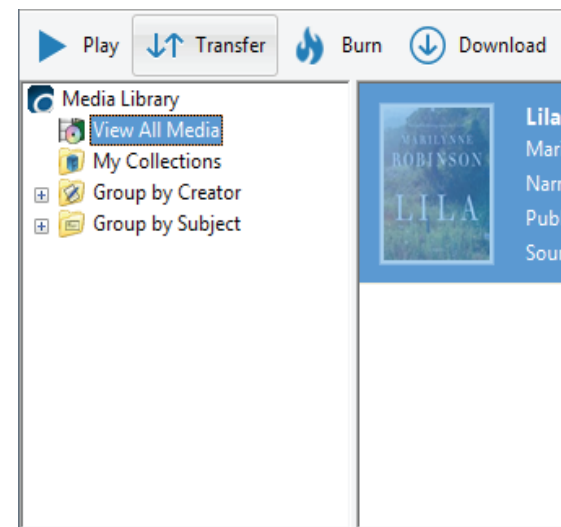 Play Transfer Burn Download
Media Library
View All Media
My Collections
Group by Creator
Group by Subject
MARILYNNE
ROBINSON
LILA
Lila
Mar
Narr
Pub
Sour